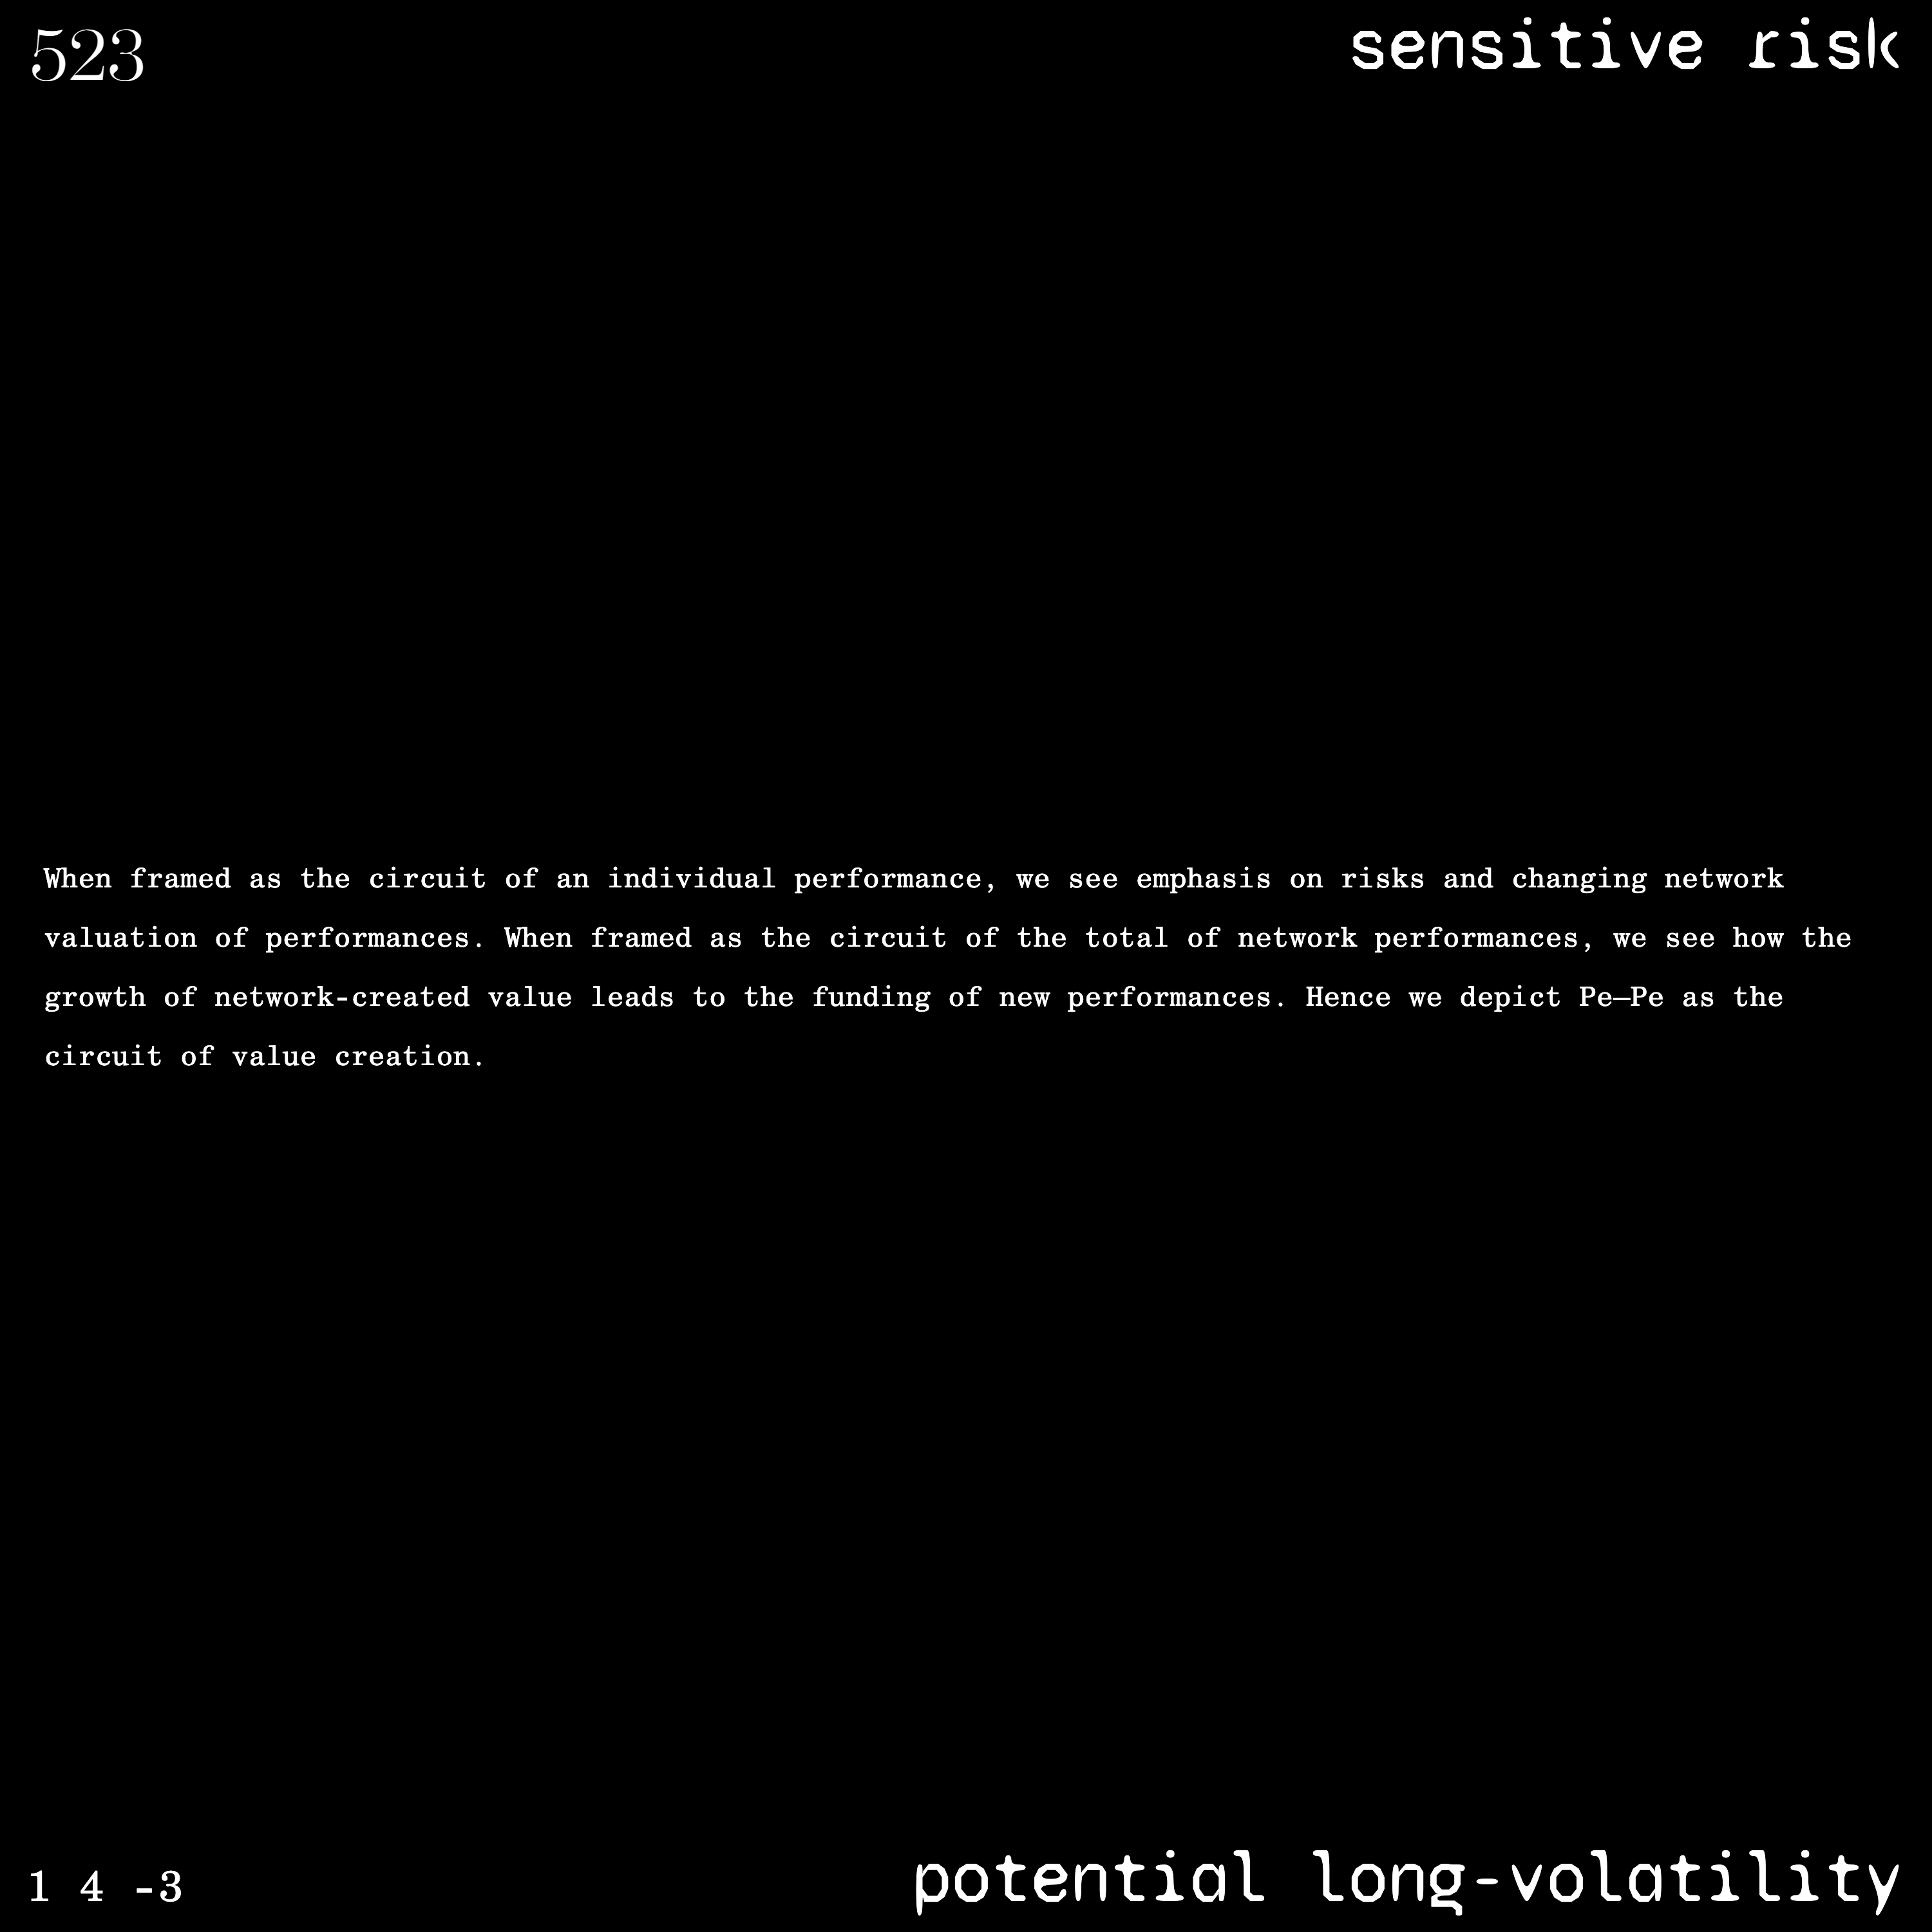 523
sensitive risk
When framed as the circuit of an individual performance, we see emphasis on risks and changing network
valuation of performances. When framed as the circuit of the total of network performances, we see how the
growth of network-created value leads to the funding of new performances. Hence we depict Pe—Pe as the
circuit of value creation.
1 4 -3
potential long-volatility